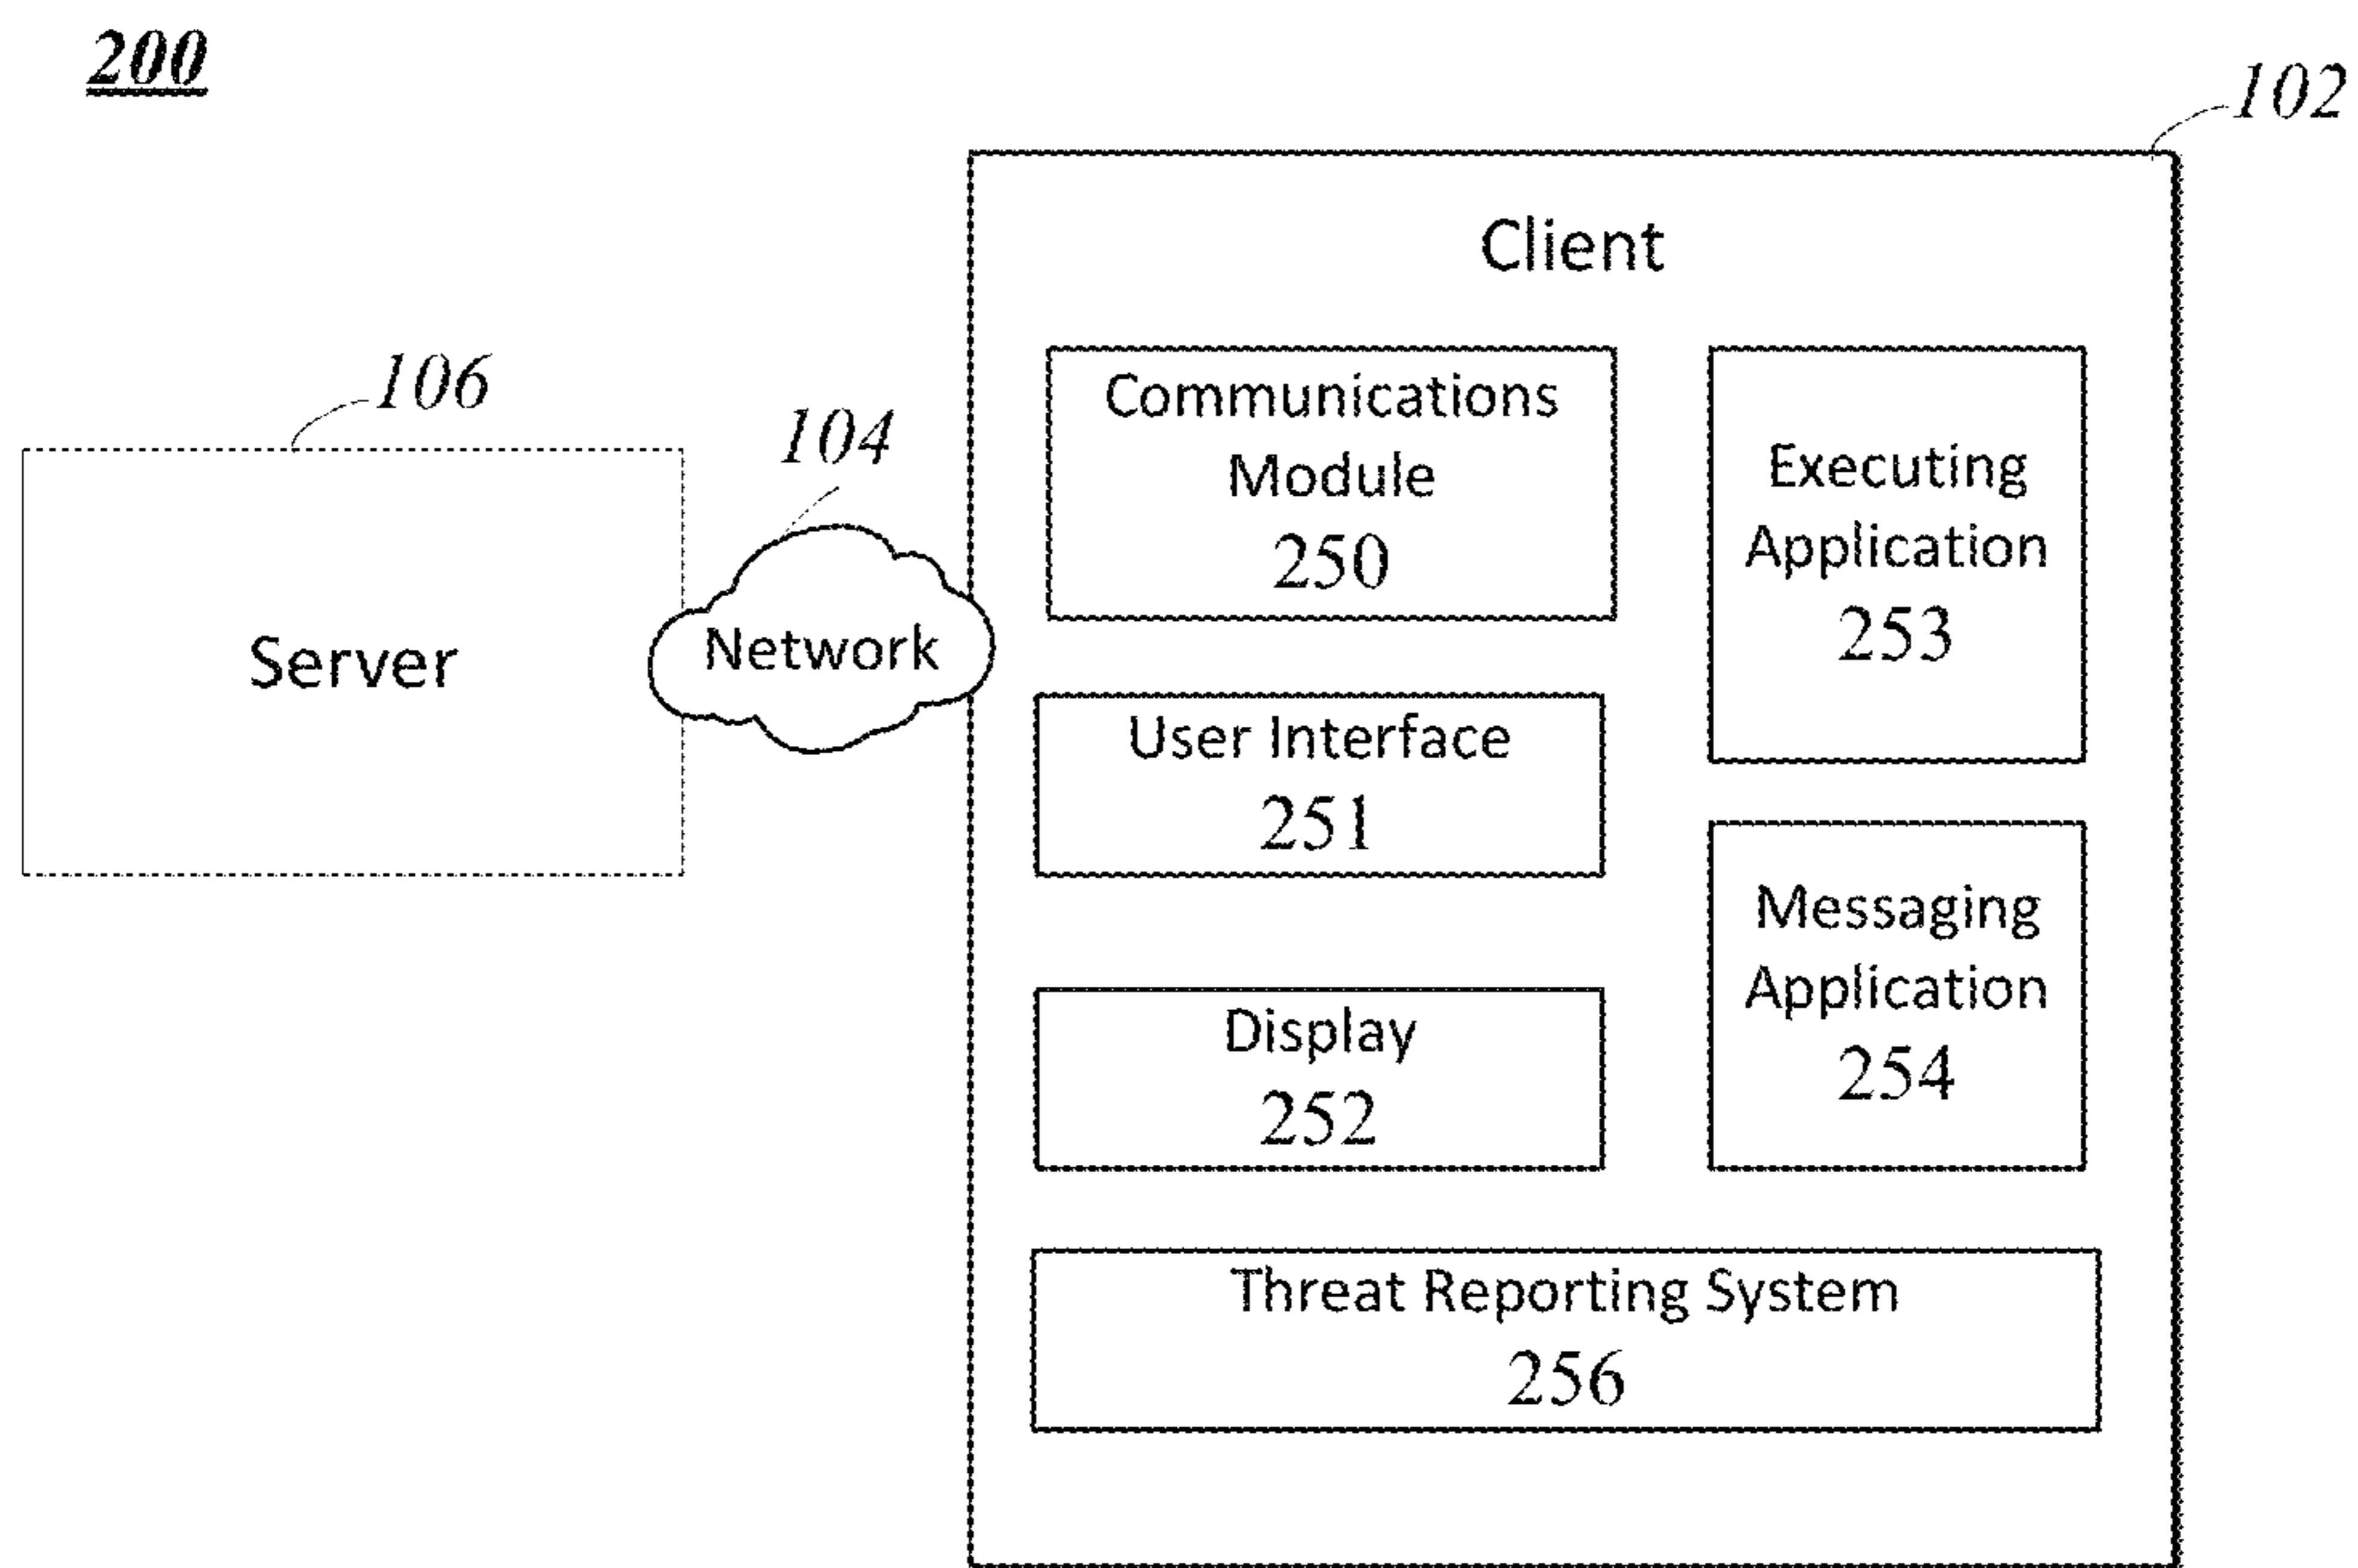 200
102
Client
106
104
Server
Network
Communications
Module
250
Executing
Application
253
User Interface
251
Messaging
Application
254
Display
252
Threat Reporting System
256